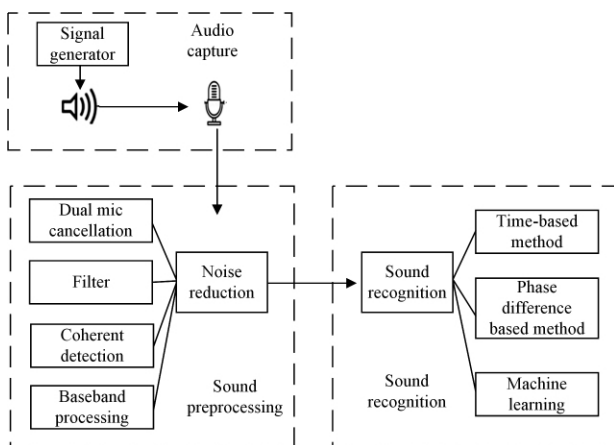 Signal
generator
Audio
capture
Dual mic
cancellation
Filter
Coherent
detection
Baseband
processing
Noise
reduction
Sound
preprocessing
Sound
recognition
Time-based
method
Phase
difference
based method
Machine
learning
Sound
recognition